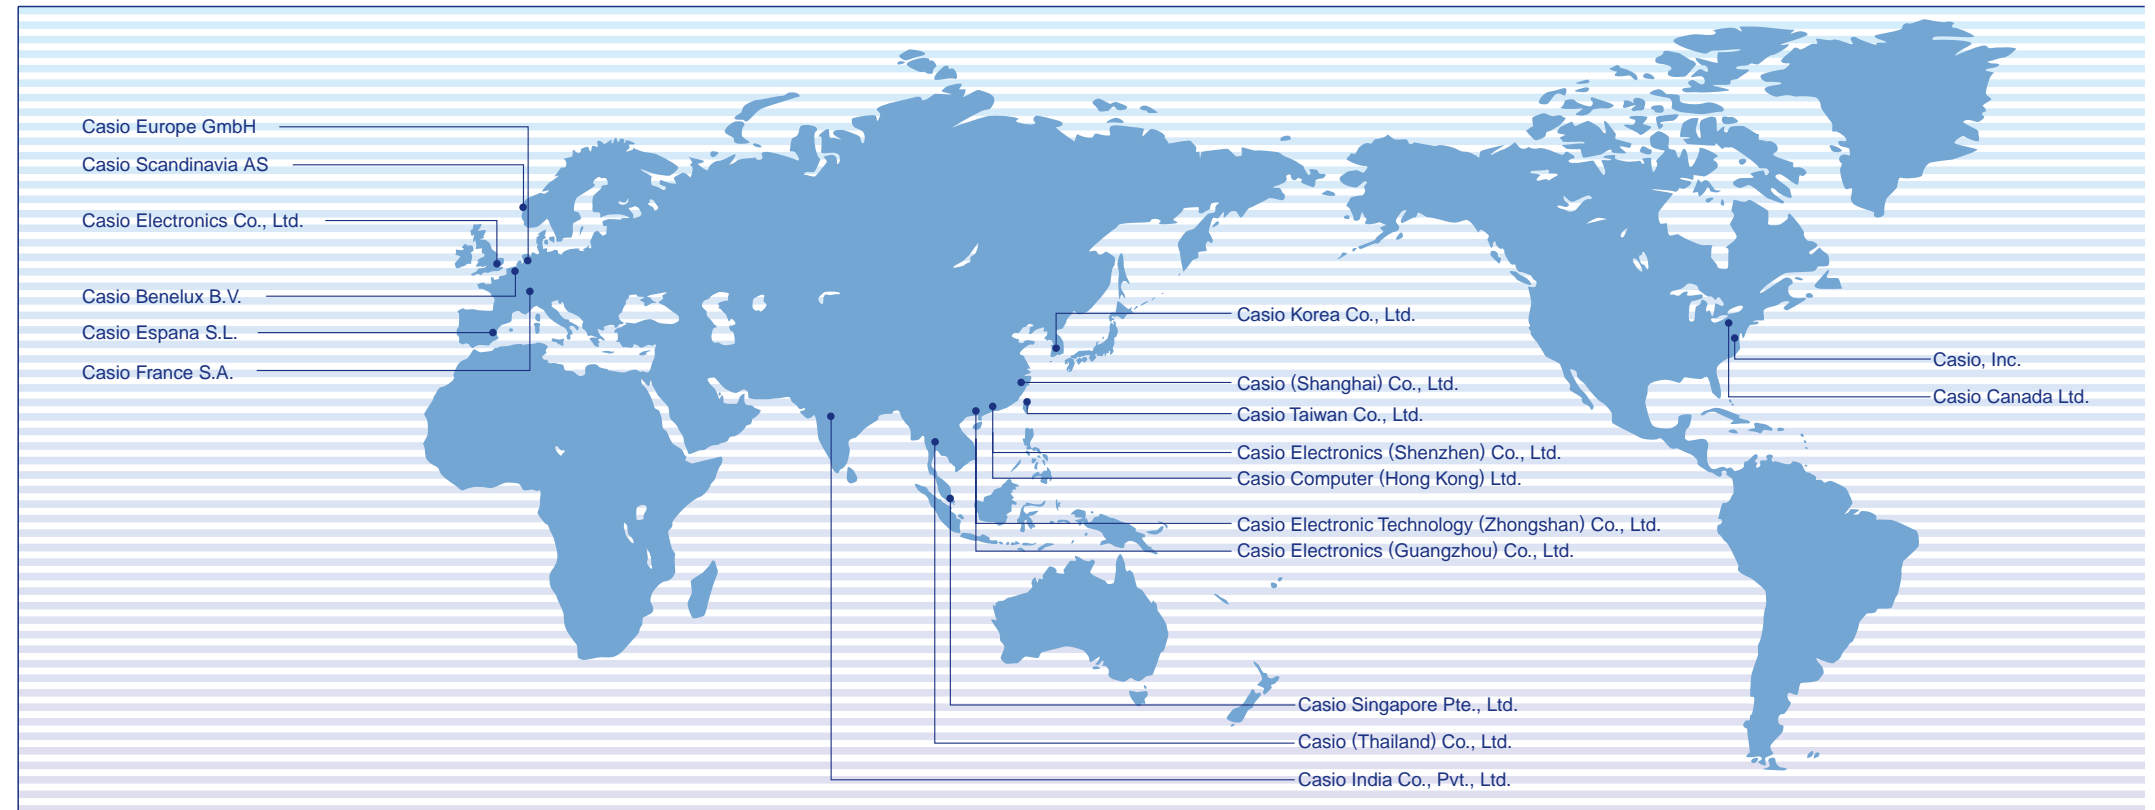 Casio Europe GmbH
Casio Scandinavia AS
Casio Electronics Co., Ltd.
Casio Benelux B.V.
Casio Espana S.L.
Casio France S.A.
Casio Korea Co., Ltd.
Casio (Shanghai) Co., Ltd.
Casio Taiwan Co., Ltd.
Casio Electronics (Shenzhen) Co., Ltd.
Casio Computer (Hong Kong) Ltd.
Casio Electronic Technology (Zhongshan) Co., Ltd.
Casio Electronics (Guangzhou) Co., Ltd.
Casio Singapore Pte., Ltd.
Casio (Thailand) Co., Ltd.
Casio India Co., Pvt., Ltd.
Casio, Inc.
Casio Canada Ltd.